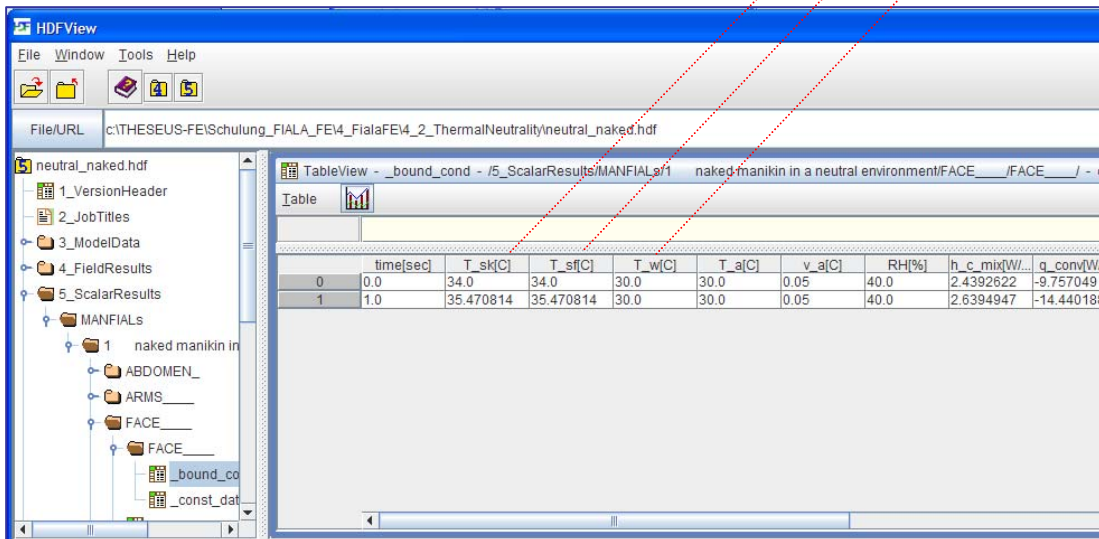 HDFView
File Window Tools Help
File/URL c:\THESEUS-FE\Schulung_FIALA_FE\4_FialaFE\4_2_ThermalNeutrality\neutral_naked.hdf
neutral_naked.hdf
1_VersionHeader
2_JobTitles
3_ModelData
4_FieldResults
5_ScalarResults
MANFIALs
1 naked manikin in
ABDOMEN_
ARMS____
FACE____
FACE____
_bound_co
_const_dat
TableView - _bound_cond - /5_ScalarResults/MANFIALs/1 naked manikin in a neutral environment/FACE____/FACE____/ -
Table
time[sec] T_sk[C] T_sf[C] T_w[C] T_a[C] v_a[C] RH[%] h_c_mix[W/... q_conv[W/
0 0.0 34.0 34.0 30.0 30.0 0.05 40.0 2.4392622 -9.757049
1 1.0 35.470814 35.470814 30.0 30.0 0.05 40.0 2.6394947 -14.440188